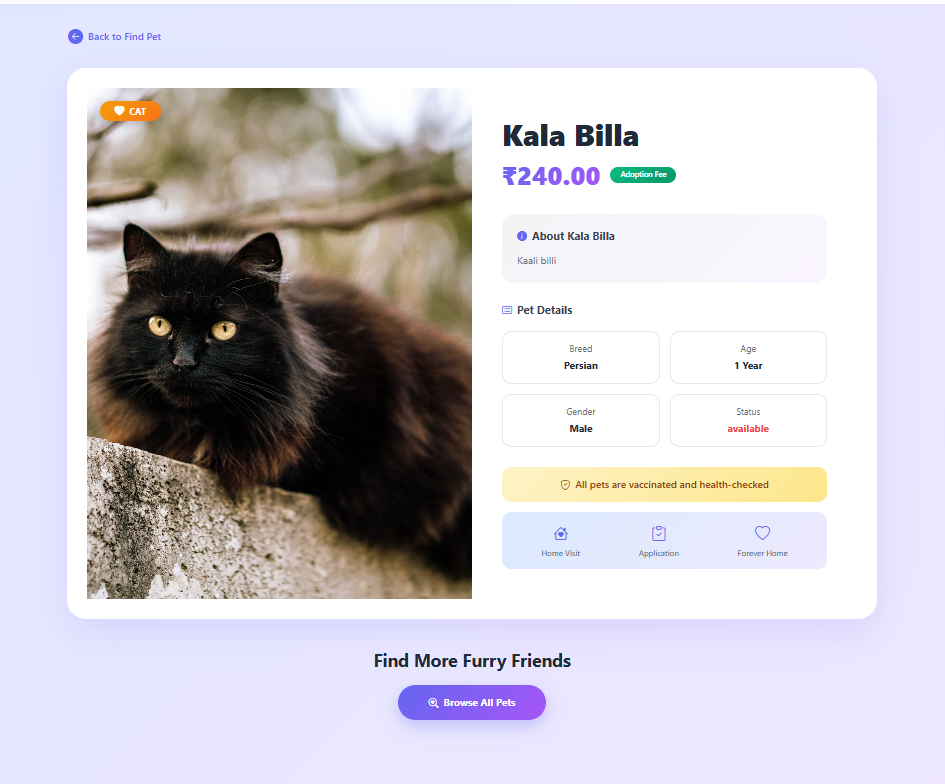 Back to Find Pet
CAT
Kala Billa
₹240.00 Adoption Fee
About Kala Billa
Kaali billi
Pet Details
Breed
Persian
Age
1 Year
Gender
Male
Status
available
All pets are vaccinated and health-checked
Home Visit
Application
Forever Home
Find More Furry Friends
Browse All Pets